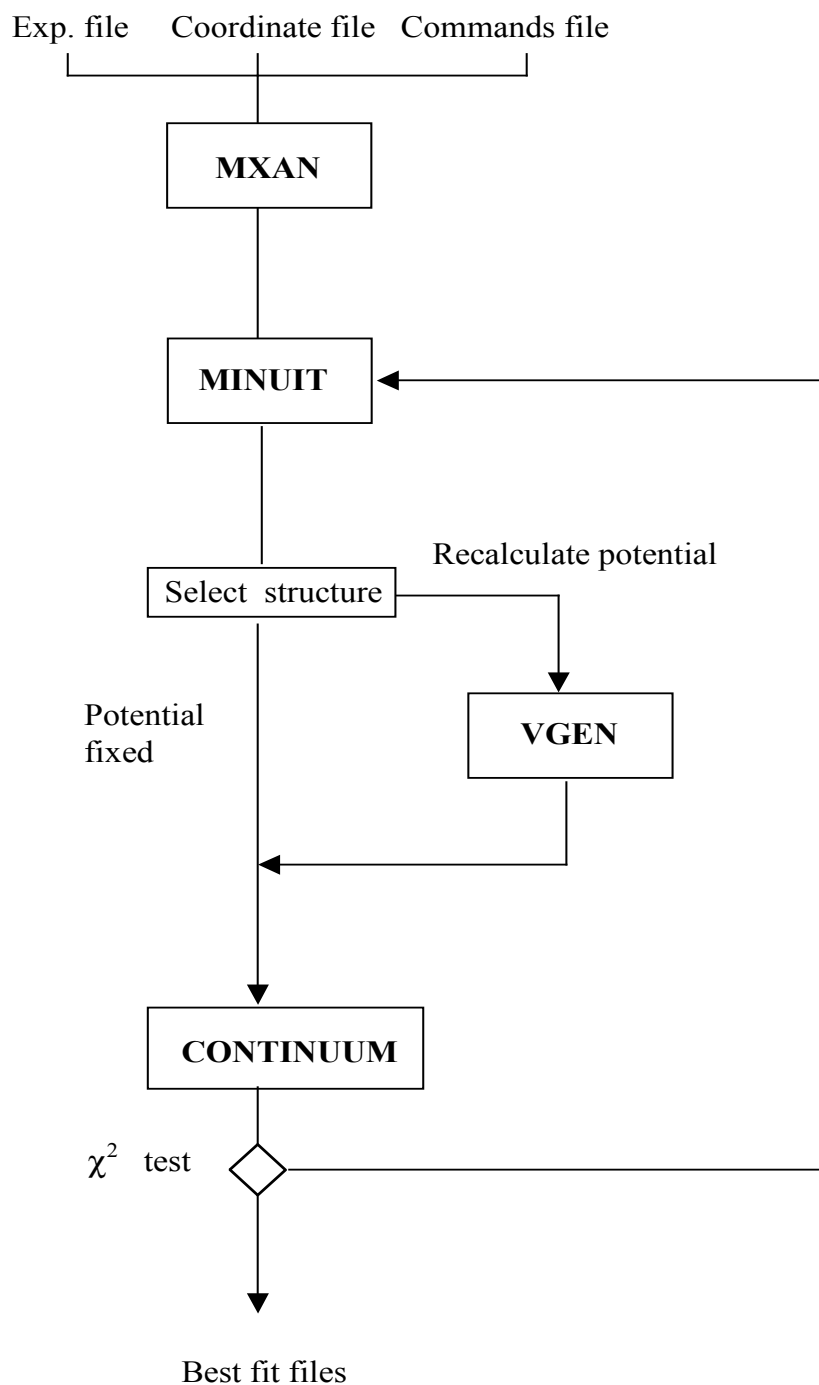 Exp. file Coordinate file Commands file
MXAN
MINUIT
Recalculate potential
Select structure
Potential
fixed
VGEN
CONTINUUM
χ² test
Best fit files